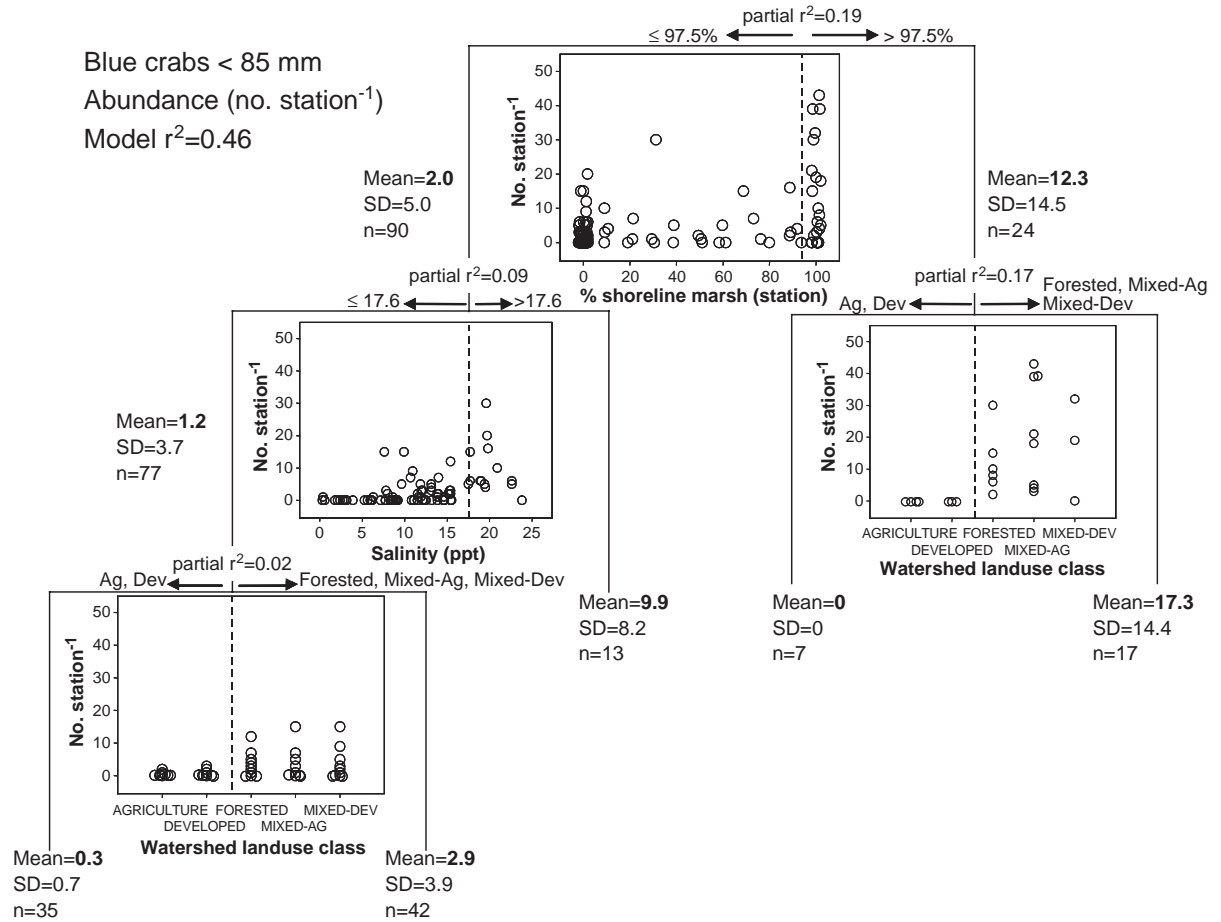 Blue crabs < 85 mm
Abundance (no. station⁻¹)
Model r²=0.46
partial r²=0.19
≤ 97.5%
> 97.5%
No. station⁻¹
50
40
30
20
10
0
0 20 40 60 80 100
% shoreline marsh (station)
Mean=2.0
SD=5.0
n=90
Mean=12.3
SD=14.5
n=24
partial r²=0.09
≤ 17.6
>17.6
No. station⁻¹
50
40
30
20
10
0
0 5 10 15 20 25
Salinity (ppt)
partial r²=0.17
Ag, Dev
Forested, Mixed-Ag
Mixed-Dev
No. station⁻¹
50
40
30
20
10
0
AGRICULTURE FORESTED MIXED-DEV
DEVELOPED MIXED-AG
Watershed landuse class
Mean=1.2
SD=3.7
n=77
Mean=9.9
SD=8.2
n=13
Mean=0
SD=0
n=7
Mean=17.3
SD=14.4
n=17
partial r²=0.02
Ag, Dev
Forested, Mixed-Ag, Mixed-Dev
No. station⁻¹
50
40
30
20
10
0
AGRICULTURE FORESTED MIXED-DEV
DEVELOPED MIXED-AG
Watershed landuse class
Mean=0.3
SD=0.7
n=35
Mean=2.9
SD=3.9
n=42